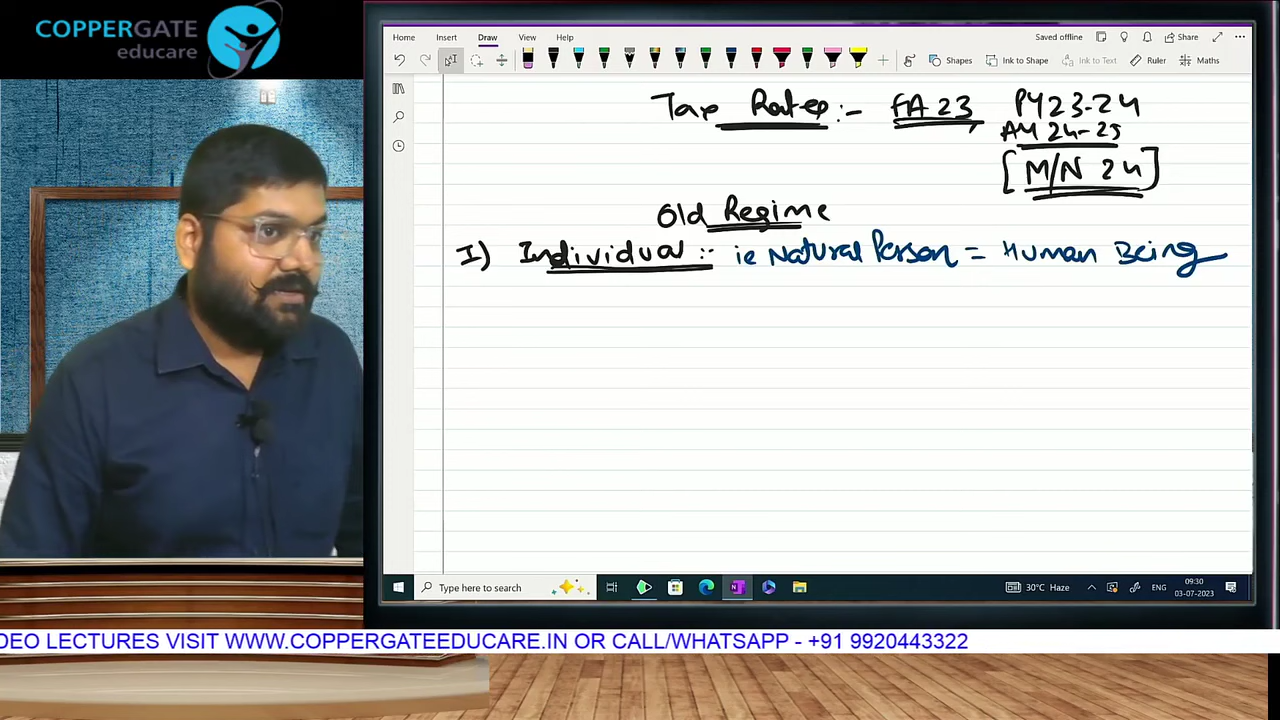 COPPERGATE
educare
Home Insert Draw View Help
Saved offline Share
Shapes Ink to Shape Ink to Text Ruler Maths
Tax Rates :- FA 23, PY 23-24
AY 24-25
[M/N 24]
Old Regime
I) Individual :- ie Natural Person = Human Being
Type here to search
30°C Haze ENG 09:30
03-07-2023
DEO LECTURES VISIT WWW.COPPERGATEEDUCARE.IN OR CALL/WHATSAPP - +91 9920443322